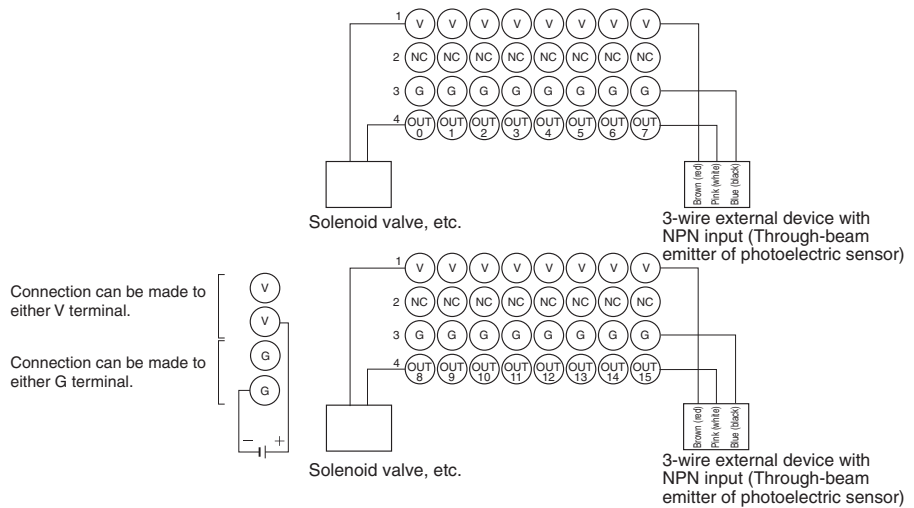 1 V V V V V V V V
2 NC NC NC NC NC NC NC NC
3 G G G G G G G G
4 OUT 0 OUT 1 OUT 2 OUT 3 OUT 4 OUT 5 OUT 6 OUT 7
Brown (red)
Pink (white)
Blue (black)
Solenoid valve, etc.
3-wire external device with
NPN input (Through-beam
emitter of photoelectric sensor)
Connection can be made to
either V terminal.
V
V
Connection can be made to
either G terminal.
G
G
− +
1 V V V V V V V V
2 NC NC NC NC NC NC NC NC
3 G G G G G G G G
4 OUT 8 OUT 9 OUT 10 OUT 11 OUT 12 OUT 13 OUT 14 OUT 15
Brown (red)
Pink (white)
Blue (black)
Solenoid valve, etc.
3-wire external device with
NPN input (Through-beam
emitter of photoelectric sensor)